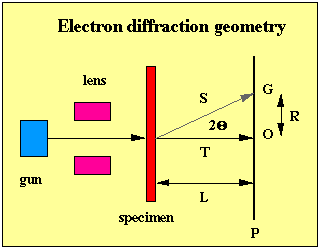 Electron diffraction geometry
lens
S
G
R
2Θ
O
T
gun
L
specimen
P